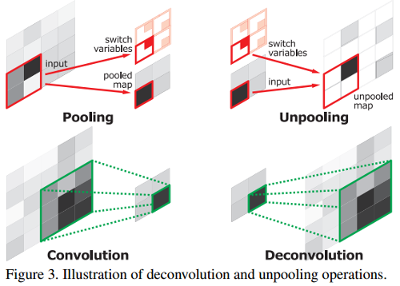 input
switch
variables
pooled
map
Pooling
switch
variables
input
unpooled
map
Unpooling
Convolution
Deconvolution
Figure 3. Illustration of deconvolution and unpooling operations.